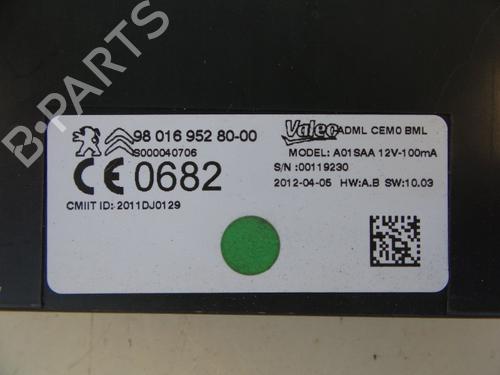 98 016 952 80-00
S000040706
CE 0682
CMIIT ID: 2011DJ0129
Valeo ADML CEM0 BML
MODEL: A01SAA 12V-100mA
S/N :00119230
2012-04-05 HW:A.B SW:10.03
B-PARTS